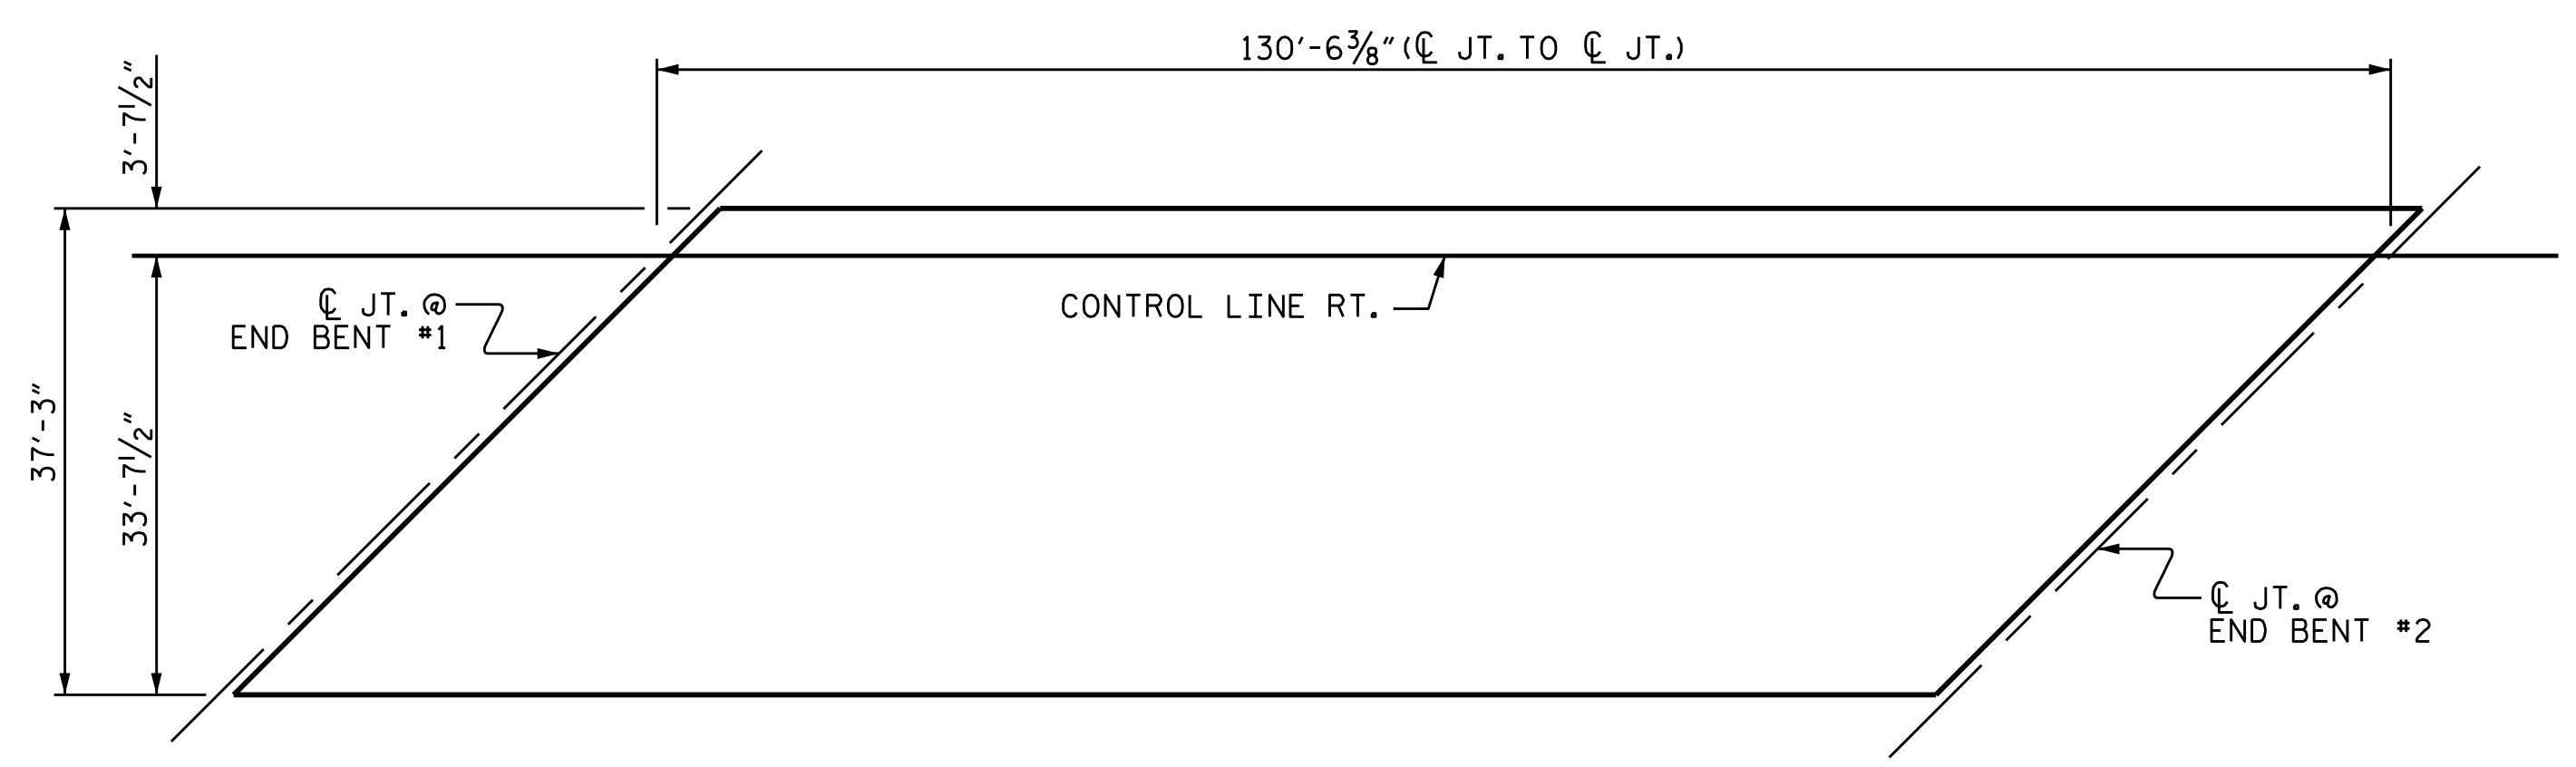 130'-6⅜"(℄ JT. TO ℄ JT.)
3'-7½"
CONTROL LINE RT.
℄ JT. @
END BENT #1
37'-3"
33'-7½"
℄ JT. @
END BENT #2